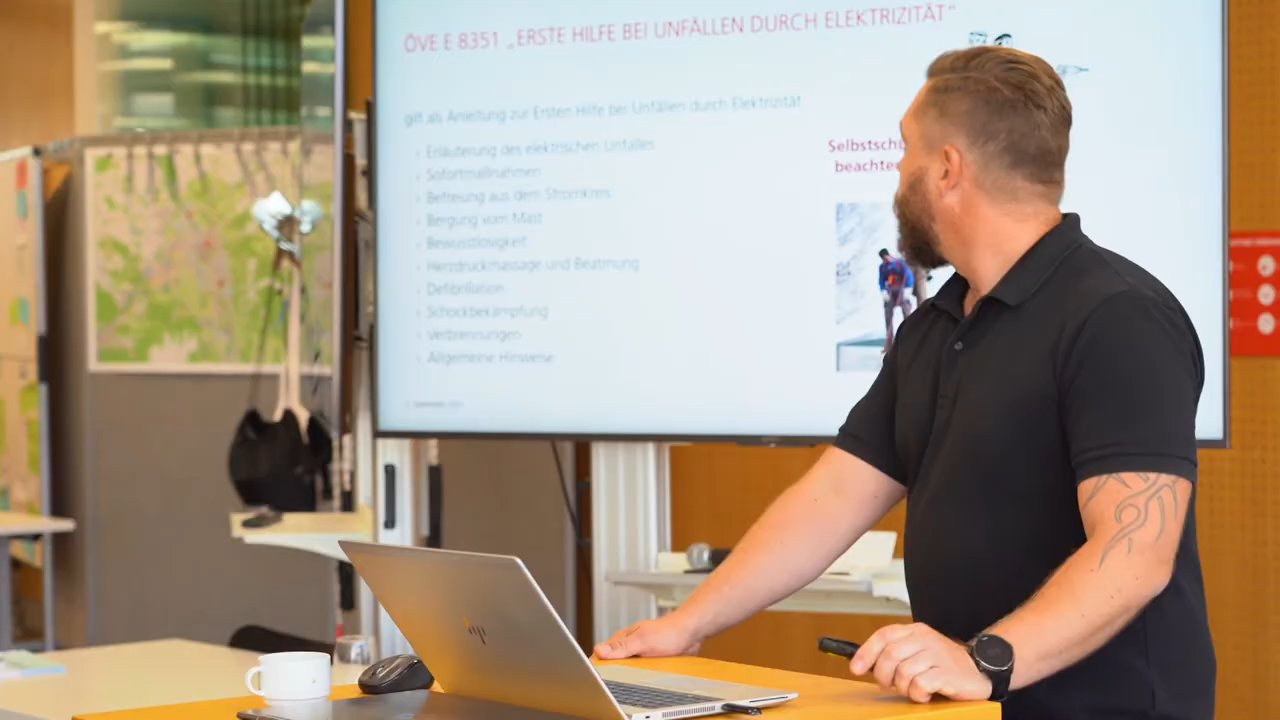 ÖVE E 8351 „ERSTE HILFE BEI UNFÄLLEN DURCH ELEKTRIZITÄT“
gilt als Anleitung zur Ersten Hilfe bei Unfällen durch Elektrizität
Erläuterung des elektrischen Unfalles
Sofortmaßnahmen
Befreiung aus dem Stromkreis
Bergung vom Mast
Bewusstlosigkeit
Herzdruckmassage und Beatmung
Defibrillation
Schockbekämpfung
Verbrennungen
Allgemeine Hinweise
hp